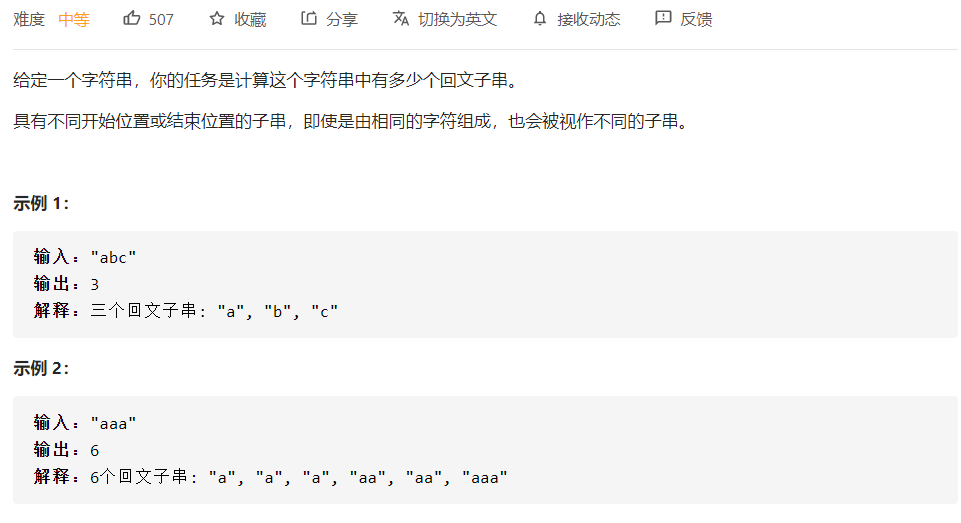 难度 中等 507 收藏 分享 切换为英文 接收动态 反馈
给定一个字符串，你的任务是计算这个字符串中有多少个回文子串。
具有不同开始位置或结束位置的子串，即使是由相同的字符组成，也会被视作不同的子串。
示例 1：
输入："abc"
输出：3
解释：三个回文子串: "a", "b", "c"
示例 2：
输入："aaa"
输出：6
解释：6个回文子串: "a", "a", "a", "aa", "aa", "aaa"